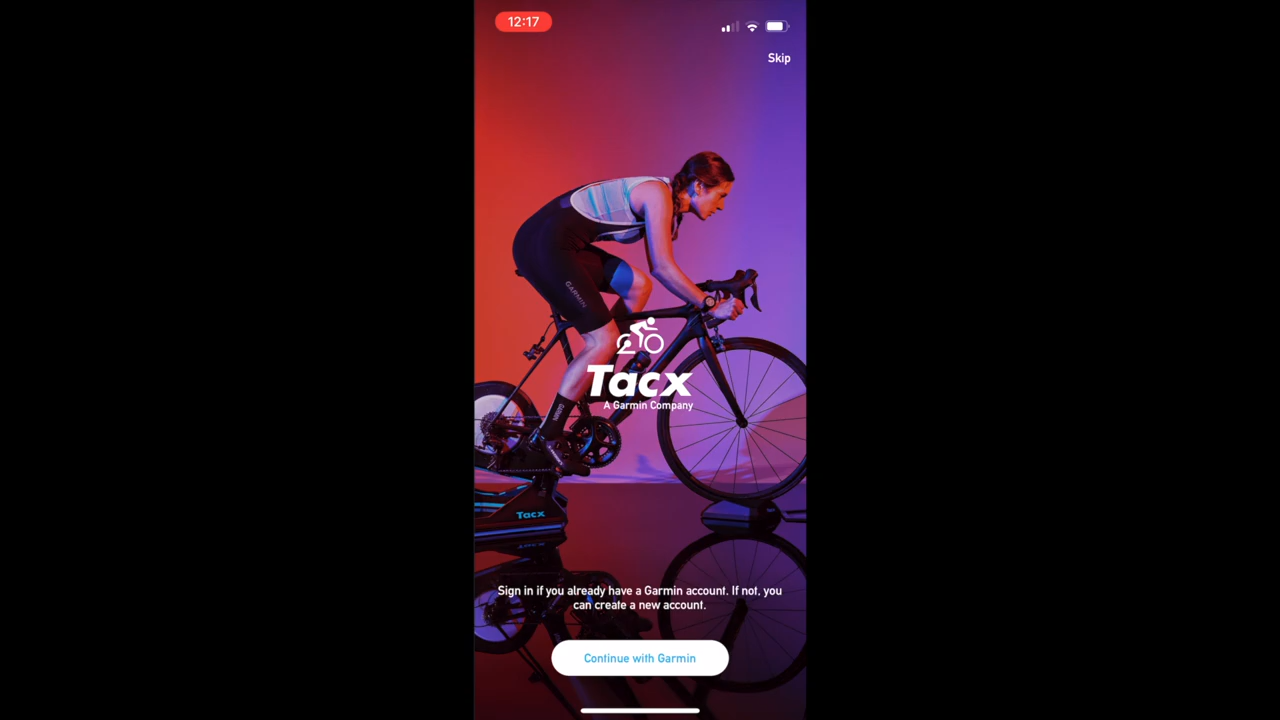 12:17
Skip
GARMIN
Tacx
A Garmin Company
GARMIN
Tacx
Sign in if you already have a Garmin account. If not, you
can create a new account.
Continue with Garmin